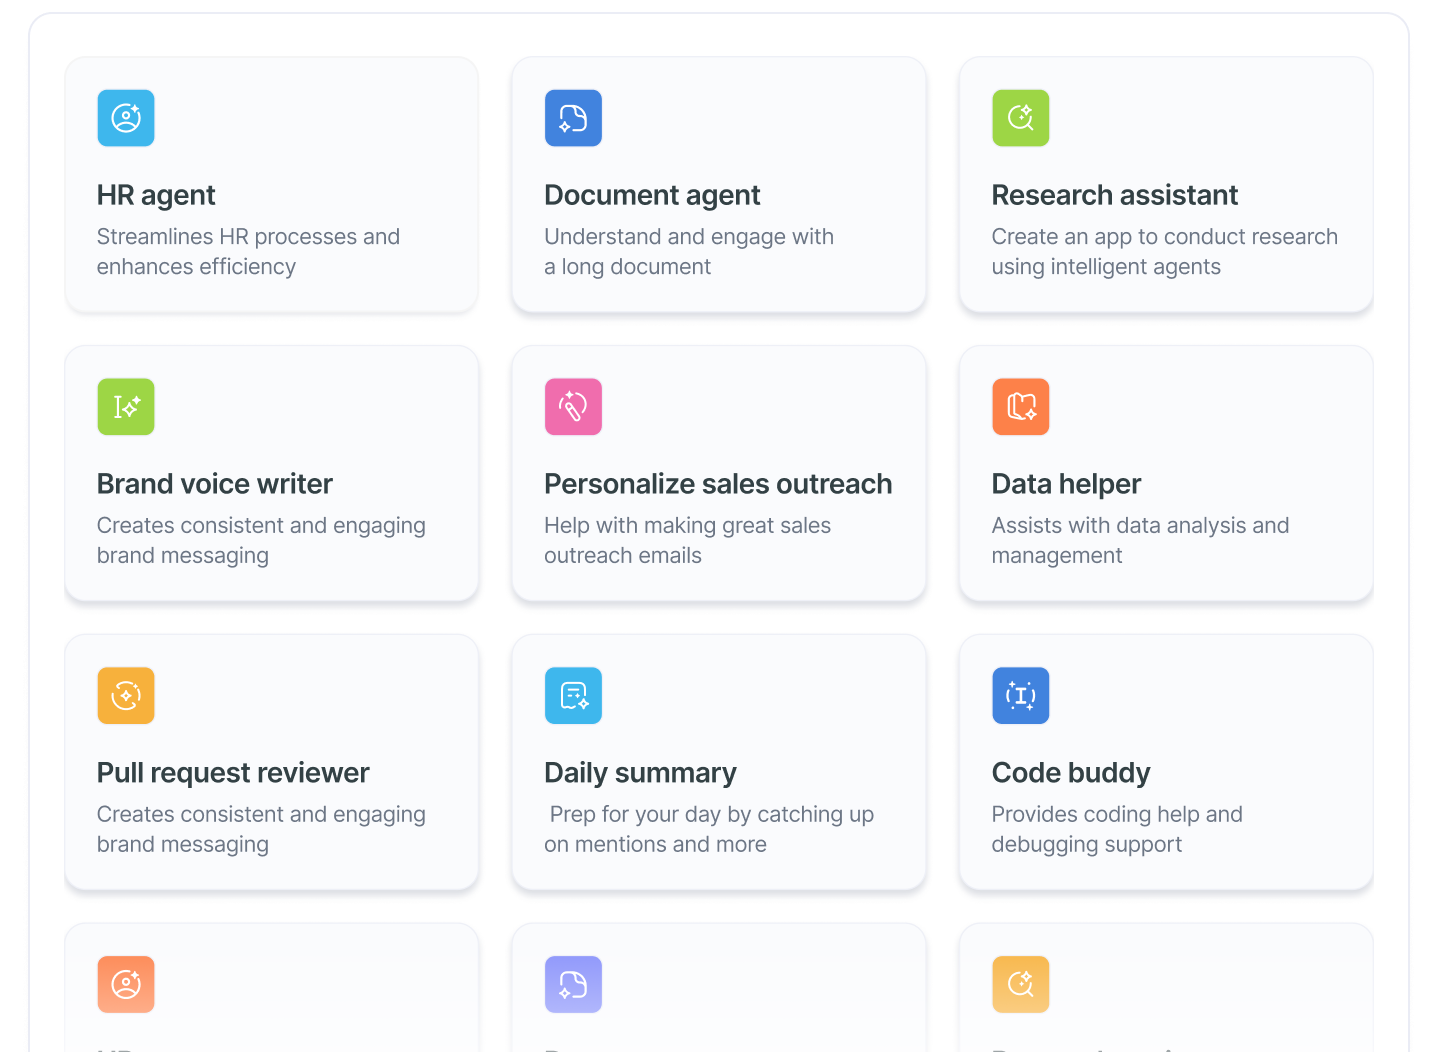 HR agent
Streamlines HR processes and
enhances efficiency
Document agent
Understand and engage with
a long document
Research assistant
Create an app to conduct research
using intelligent agents
Brand voice writer
Creates consistent and engaging
brand messaging
Personalize sales outreach
Help with making great sales
outreach emails
Data helper
Assists with data analysis and
management
Pull request reviewer
Creates consistent and engaging
brand messaging
Daily summary
Prep for your day by catching up
on mentions and more
Code buddy
Provides coding help and
debugging support